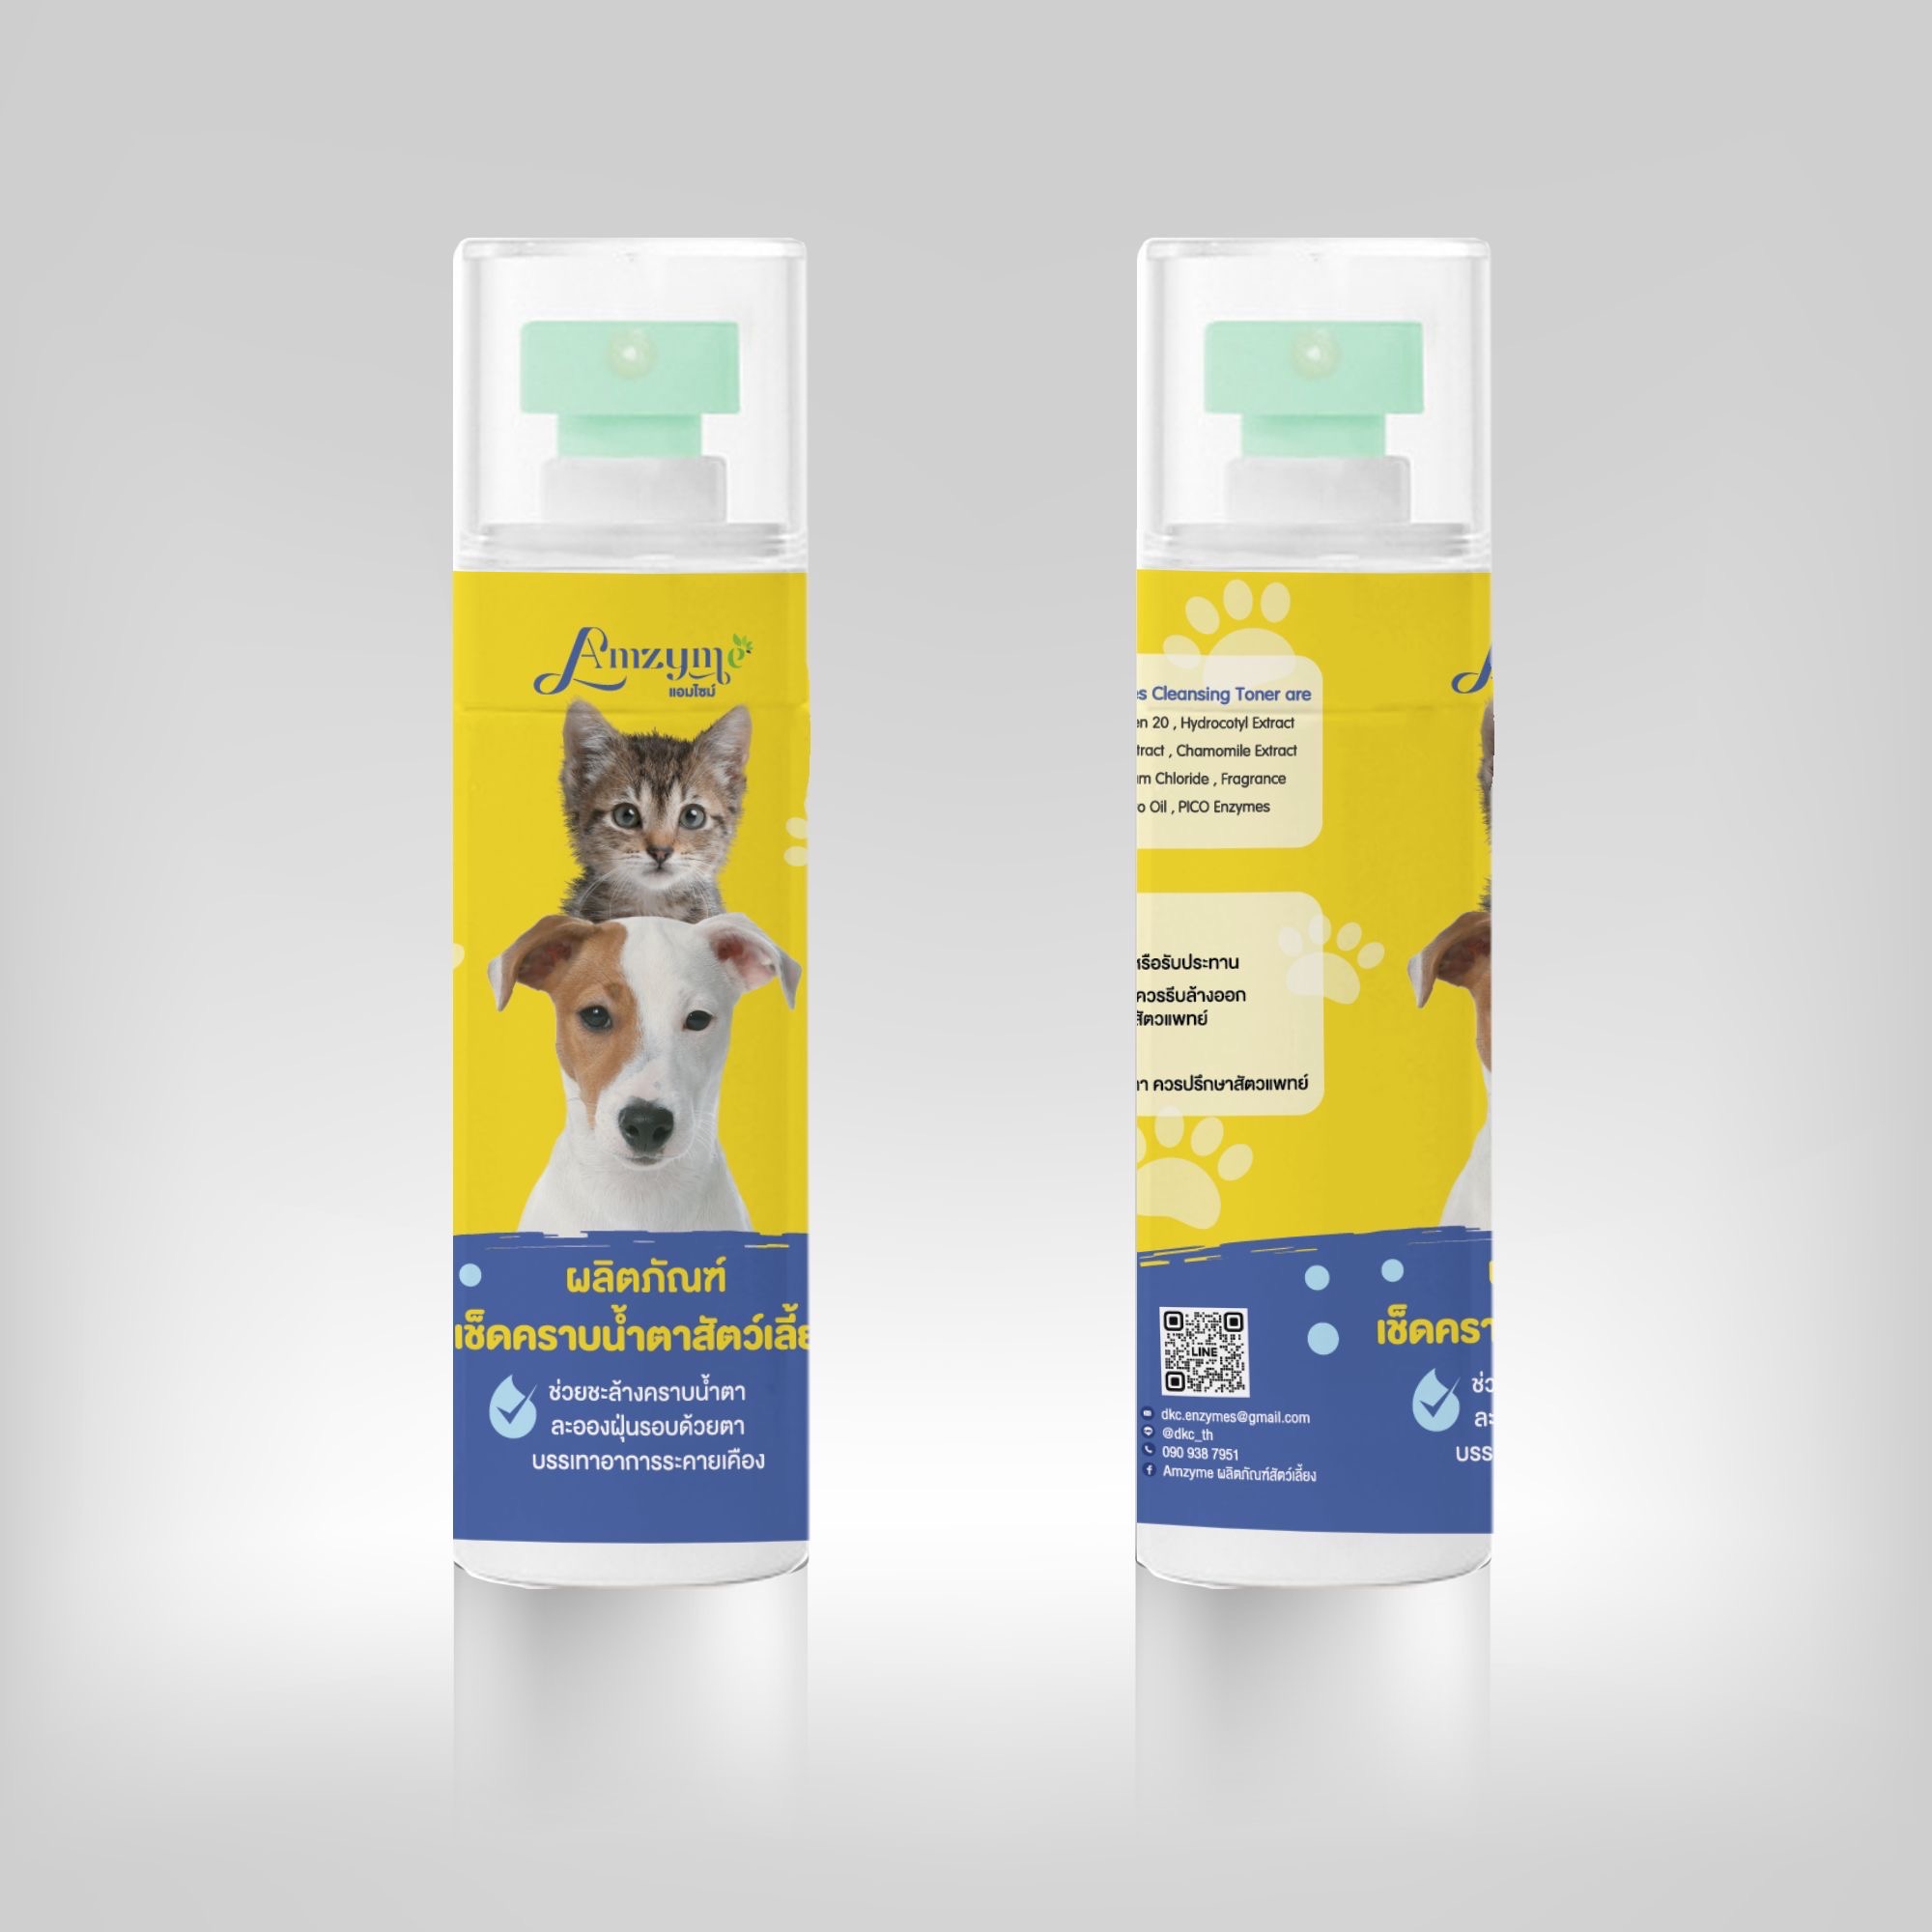 Amzyme
แอมไซม์
ผลิตภัณฑ์
เช็ดคราบน้ำตาสัตว์เลี้ย
ช่วยชะล้างคราบน้ำตา
ละอองฝุ่นรอบด้วยตา
บรรเทาอาการระคายเคือง
es Cleansing Toner are
en 20 , Hydrocotyl Extract
tract , Chamomile Extract
m Chloride , Fragrance
o Oil , PICO Enzymes
หรือรับประทาน
ควรรีบล้างออก
สัตวแพทย์
ตา ควรปรึกษาสัตวแพทย์
LINE
dkc.enzymes@gmail.com
@dkc_th
090 938 7951
Amzyme ผลิตภัณฑ์สัตว์เลี้ยง
เช็ดครา
ช่ว
ละ
บรร